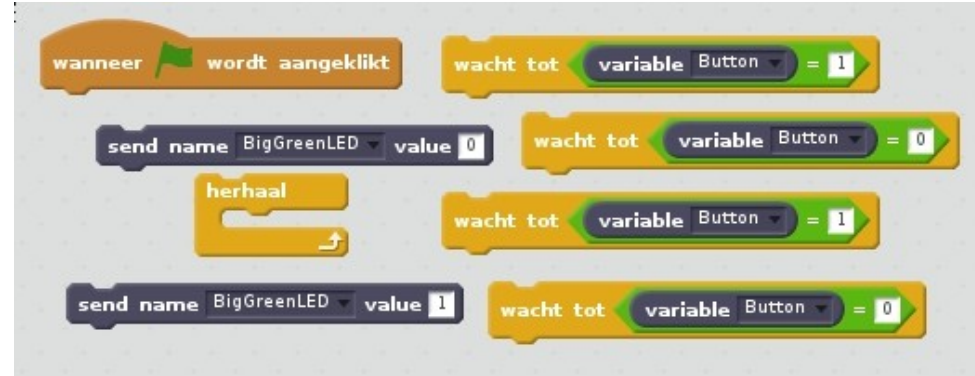 wanneer wordt aangeklikt
wacht tot variable Button = 1
send name BigGreenLED value 0
wacht tot variable Button = 0
herhaal
wacht tot variable Button = 1
send name BigGreenLED value 1
wacht tot variable Button = 0